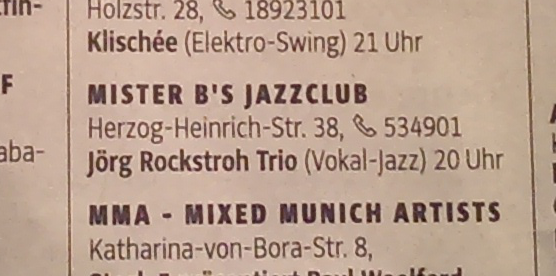 Holzstr. 28, 18923101
Klischée (Elektro-Swing) 21 Uhr
MISTER B'S JAZZCLUB
Herzog-Heinrich-Str. 38, 534901
Jörg Rockstroh Trio (Vokal-Jazz) 20 Uhr
MMA - MIXED MUNICH ARTISTS
Katharina-von-Bora-Str. 8,